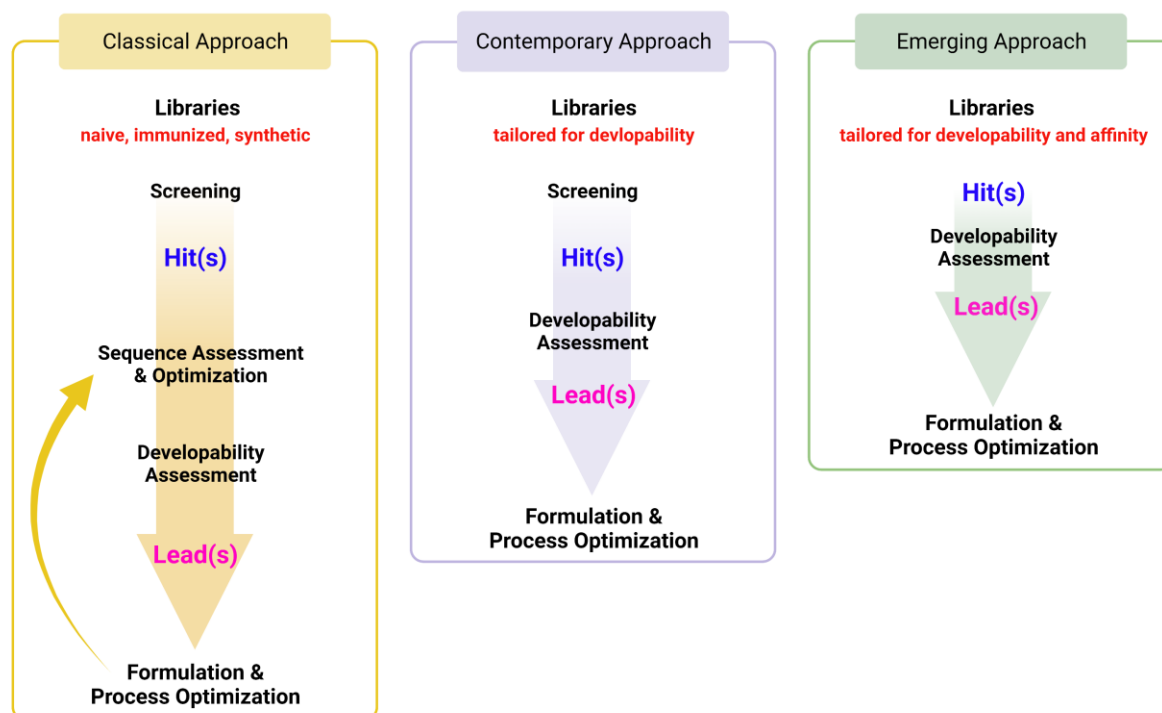 Classical Approach
Libraries
naive, immunized, synthetic
Screening
Hit(s)
Sequence Assessment
& Optimization
Developability
Assessment
Lead(s)
Formulation &
Process Optimization
Contemporary Approach
Libraries
tailored for devlopability
Screening
Hit(s)
Developability
Assessment
Lead(s)
Formulation &
Process Optimization
Emerging Approach
Libraries
tailored for developability and affinity
Hit(s)
Developability
Assessment
Lead(s)
Formulation &
Process Optimization